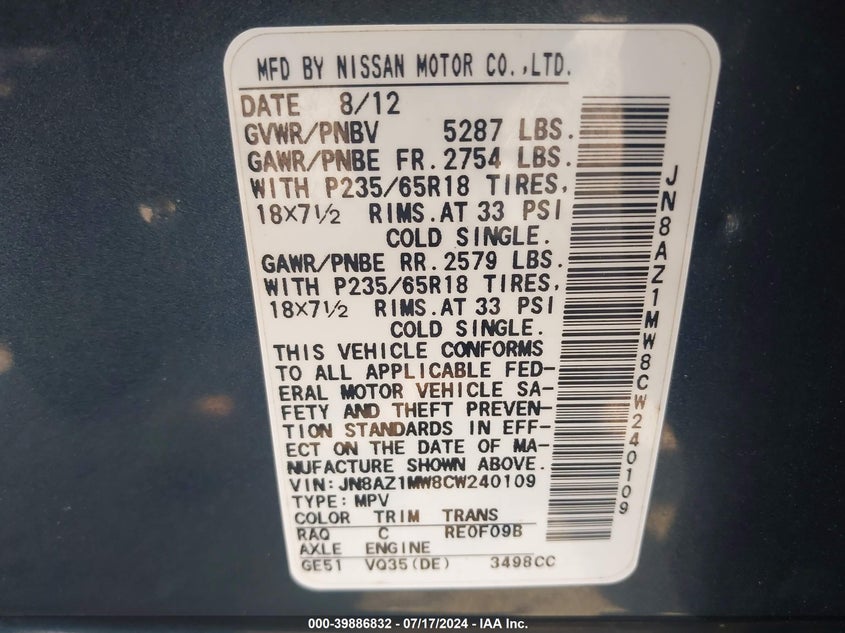 MFD BY NISSAN MOTOR CO.,LTD.
DATE 8/12
GVWR/PNBV 5287 LBS.
GAWR/PNBE FR. 2754 LBS.
WITH P235/65R18 TIRES,
18X7½ RIMS. AT 33 PSI
COLD SINGLE.
GAWR/PNBE RR. 2579 LBS.
WITH P235/65R18 TIRES,
18X7½ RIMS. AT 33 PSI
COLD SINGLE.
THIS VEHICLE CONFORMS
TO ALL APPLICABLE FED-
ERAL MOTOR VEHICLE SA-
FETY AND THEFT PREVEN-
TION STANDARDS IN EFF-
ECT ON THE DATE OF MA-
NUFACTURE SHOWN ABOVE.
VIN: JN8AZ1MW8CW240109
TYPE: MPV
COLOR TRIM TRANS
RAQ C RE0F09B
AXLE ENGINE
GE51 VQ35(DE) 3498CC
JN8AZ1MW8CW240109
000-39886832 - 07/17/2024 - IAA Inc.